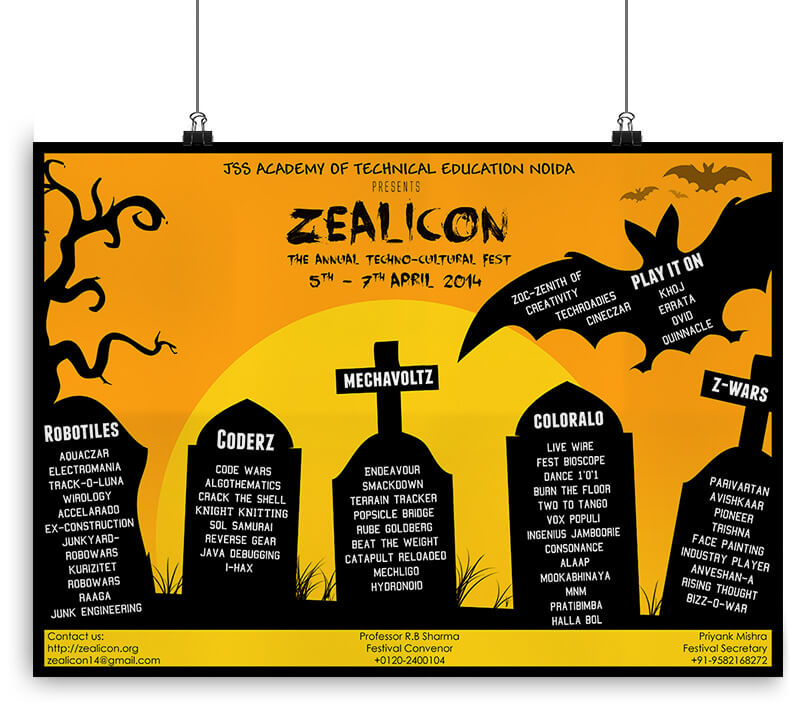 JSS ACADEMY OF TECHNICAL EDUCATION NOIDA
PRESENTS
ZEALICON
THE ANNUAL TECHNO-CULTURAL FEST
5TH - 7TH APRIL 2014
ZOC-ZENITH OF
CREATIVITY
TECHROADIES
CINECZAR
PLAY IT ON
KHOJ
ERRATA
OVID
QUINNACLE
ROBOTILES
AQUACZAR
ELECTROMANIA
TRACK-O-LUNA
WIROLOGY
ACCELARADO
EX-CONSTRUCTION
JUNKYARD-
ROBOWARS
KURIZITET
ROBOWARS
RAAGA
JUNK ENGINEERING
CODERZ
CODE WARS
ALGOTHEMATICS
CRACK THE SHELL
KNIGHT KNITTING
SQL SAMURAI
REVERSE GEAR
JAVA DEBUGGING
I-HAX
MECHAVOLTZ
ENDEAVOUR
SMACKDOWN
TERRAIN TRACKER
POPSICLE BRIDGE
RUBE GOLDBERG
BEAT THE WEIGHT
CATAPULT RELOADED
MECHLIGO
HYDRONOID
COLORALO
LIVE WIRE
FEST BIOSCOPE
DANCE 1'0'1
BURN THE FLOOR
TWO TO TANGO
VOX POPULI
INGENIUS JAMBOORIE
CONSONANCE
ALAAP
MOOKABHINAYA
MNM
PRATIBIMBA
HALLA BOL
Z-WARS
PARIVARTAN
AVISHKAAR
PIONEER
TRISHNA
FACE PAINTING
INDUSTRY PLAYER
ANVESHAN-A
RISING THOUGHT
BIZZ-O-WAR
Contact us:
http://zealicon.org
zealicon14@gmail.com
Professor R.B Sharma
Festival Convenor
+0120-2400104
Priyank Mishra
Festival Secretary
+91-9582168272